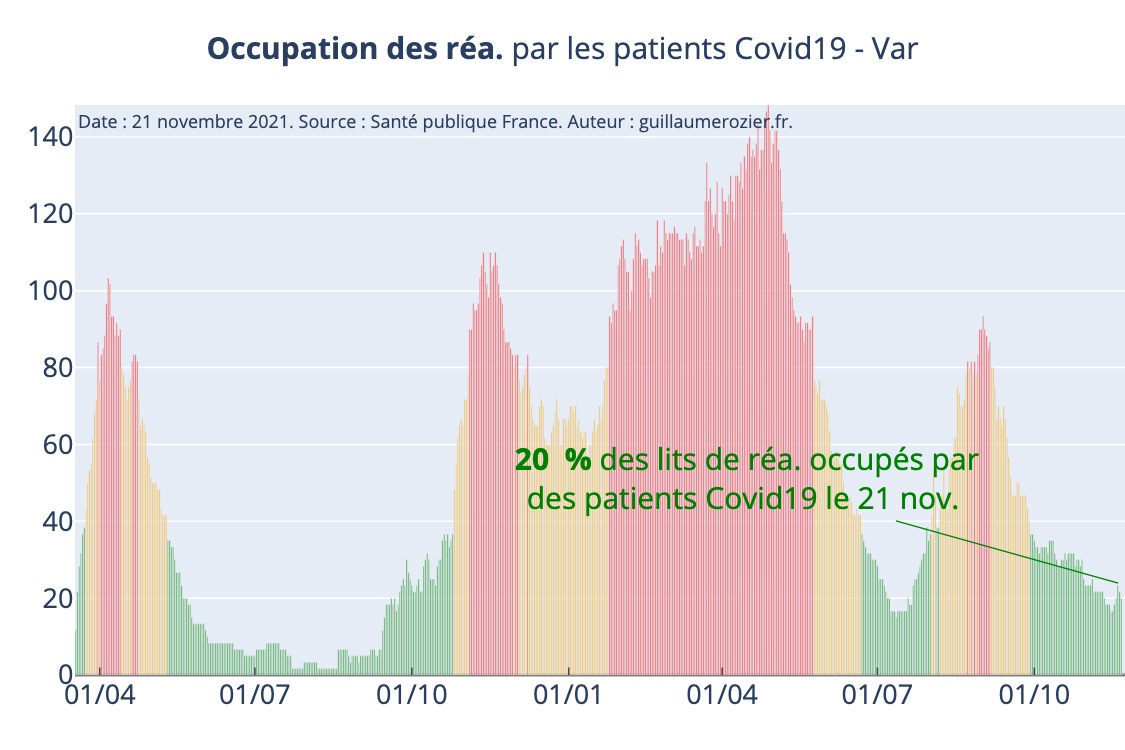 Occupation des réa. par les patients Covid19 - Var
Date : 21 novembre 2021. Source : Santé publique France. Auteur : guillaumerozier.fr.
140
120
100
80
60
40
20
0
20 % des lits de réa. occupés par
des patients Covid19 le 21 nov.
01/04 01/07 01/10 01/01 01/04 01/07 01/10